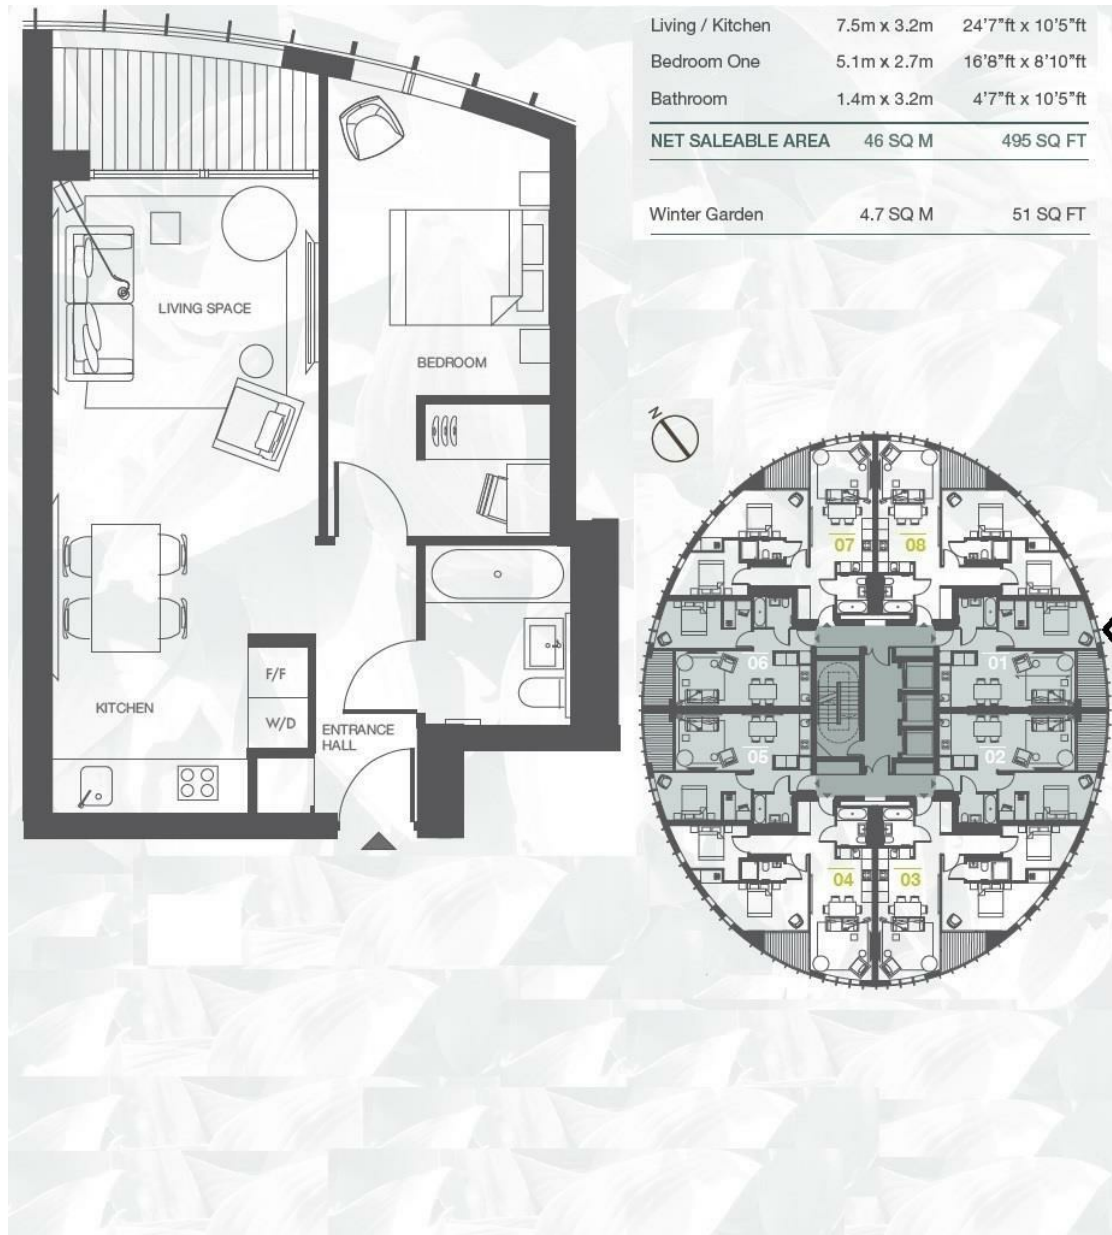 Living / Kitchen 7.5m x 3.2m 24'7"ft x 10'5"ft
Bedroom One 5.1m x 2.7m 16'8"ft x 8'10"ft
Bathroom 1.4m x 3.2m 4'7"ft x 10'5"ft
NET SALEABLE AREA 46 SQ M 495 SQ FT
Winter Garden 4.7 SQ M 51 SQ FT
LIVING SPACE
BEDROOM
F/F
KITCHEN
W/D
ENTRANCE
HALL
N
07 08
06 01
05 02
04 03